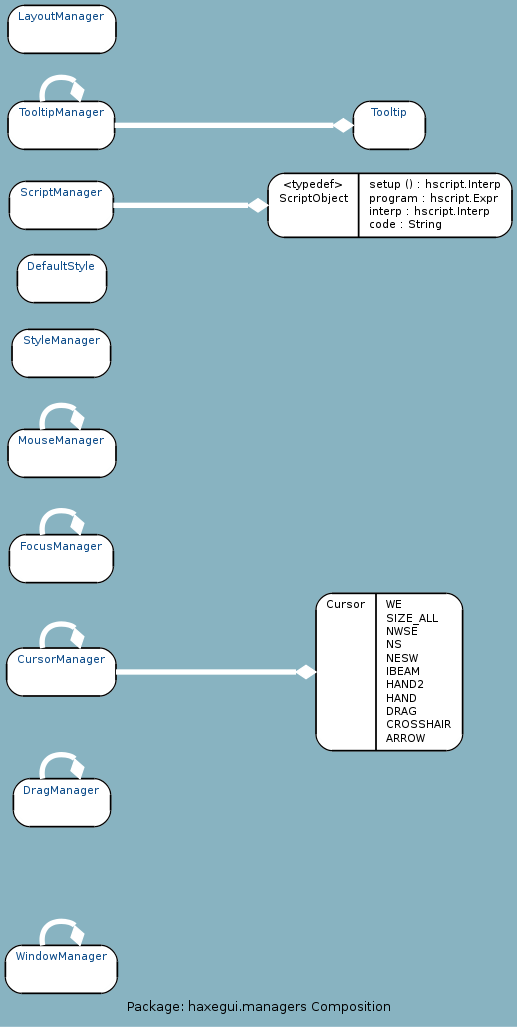 LayoutManager
TooltipManager
Tooltip
ScriptManager
<typedef>
ScriptObject
setup () : hscript.Interp
program : hscript.Expr
interp : hscript.Interp
code : String
DefaultStyle
StyleManager
MouseManager
FocusManager
CursorManager
Cursor
WE
SIZE_ALL
NWSE
NS
NESW
IBEAM
HAND2
HAND
DRAG
CROSSHAIR
ARROW
DragManager
WindowManager
Package: haxegui.managers Composition